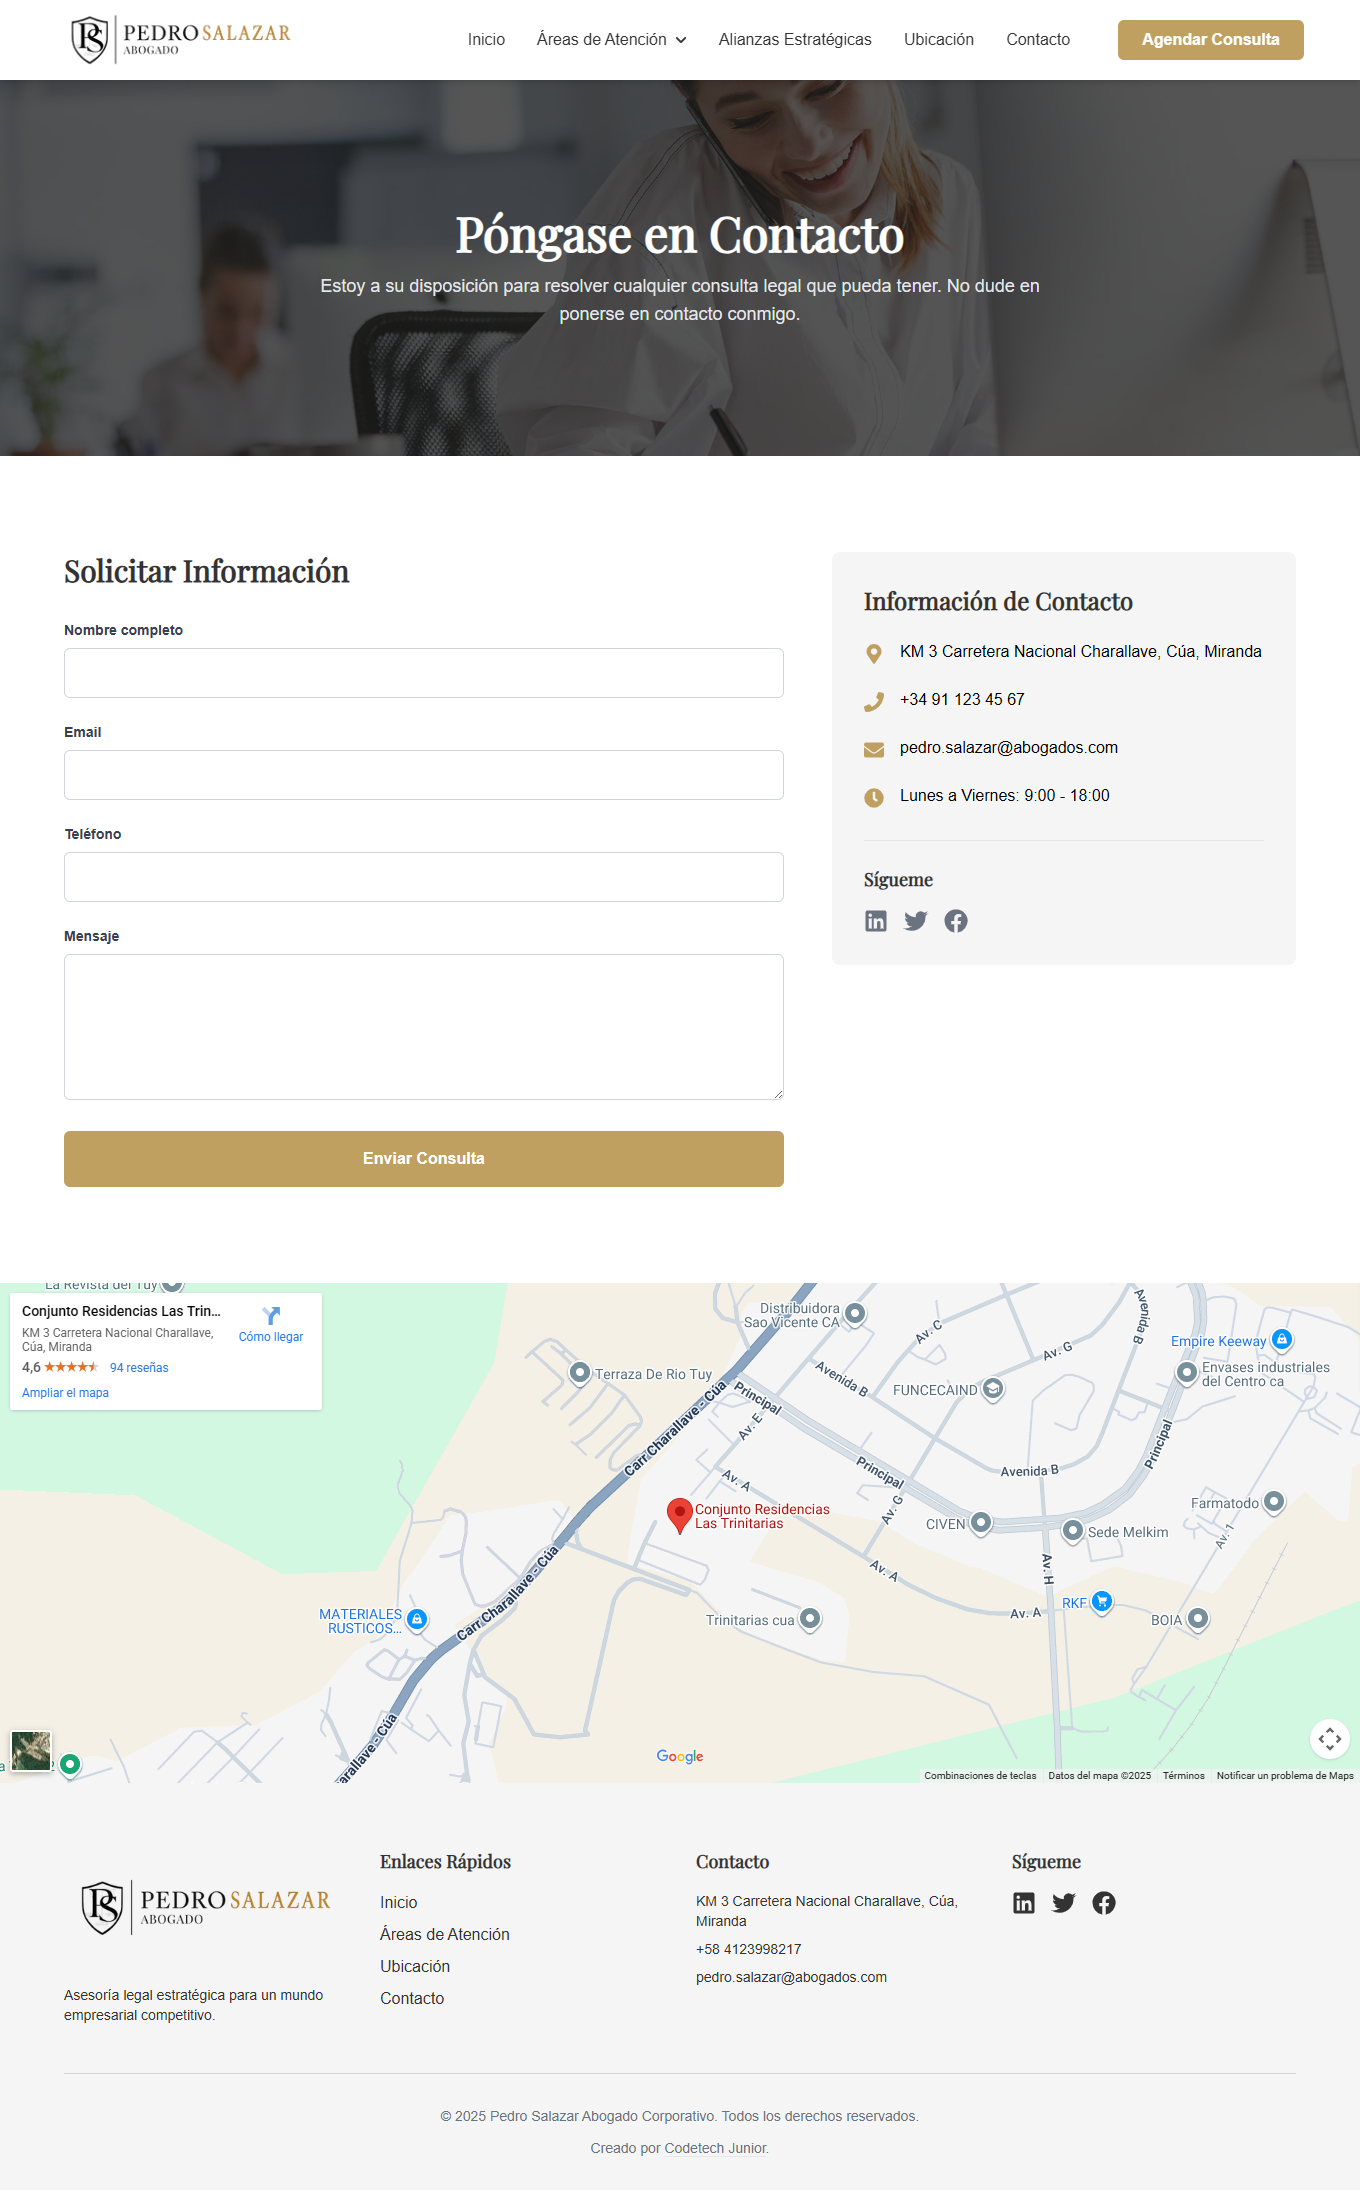 PEDRO SALAZAR
ABOGADO
Inicio
Áreas de Atención
Alianzas Estratégicas
Ubicación
Contacto
Agendar Consulta
Póngase en Contacto
Estoy a su disposición para resolver cualquier consulta legal que pueda tener. No dude en
ponerse en contacto conmigo.
Solicitar Información
Nombre completo
Email
Teléfono
Mensaje
Enviar Consulta
Información de Contacto
KM 3 Carretera Nacional Charallave, Cúa, Miranda
+34 91 123 45 67
pedro.salazar@abogados.com
Lunes a Viernes: 9:00 - 18:00
Sígueme
La Revista del Tuy
Conjunto Residencias Las Trin...
KM 3 Carretera Nacional Charallave,
Cúa, Miranda
4,6
94 reseñas
Ampliar el mapa
Cómo llegar
Distribuidora
Sao Vicente CA
Av. C
Av. G
Avenida B
Empire Keeway
Envases industriales
del Centro ca
Terraza De Rio Tuy
Avenida B
FUNCECAIND
Principal
Av. E
Carr Charallave - Cúa
Principal
Avenida B
Principal
Av. A
Av. G
Conjunto Residencias
Las Trinitarias
CIVEN
Sede Melkim
Farmatodo
Av. 1
Av. A
Av. H
Carr Charallave - Cúa
MATERIALES
RUSTICOS...
Trinitarias cua
Av. A
RKF
BOIA
Charallave - Cúa
Google
Combinaciones de teclas
Datos del mapa ©2025
Términos
Notificar un problema de Maps
PEDRO SALAZAR
ABOGADO
Asesoría legal estratégica para un mundo
empresarial competitivo.
Enlaces Rápidos
Inicio
Áreas de Atención
Ubicación
Contacto
Contacto
KM 3 Carretera Nacional Charallave, Cúa,
Miranda
+58 4123998217
pedro.salazar@abogados.com
Sígueme
© 2025 Pedro Salazar Abogado Corporativo. Todos los derechos reservados.
Creado por Codetech Junior.